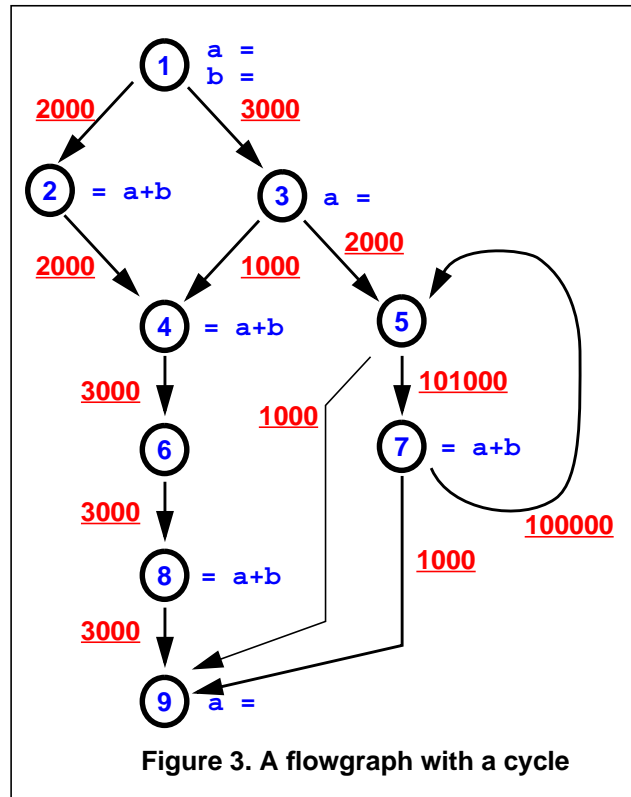 1 a =
b =
2000 3000
2 = a+b 3 a =
2000 1000 2000
4 = a+b 5
3000 1000 101000
6 7 = a+b
3000 100000
8 = a+b 1000
3000
9 a =
Figure 3. A flowgraph with a cycle